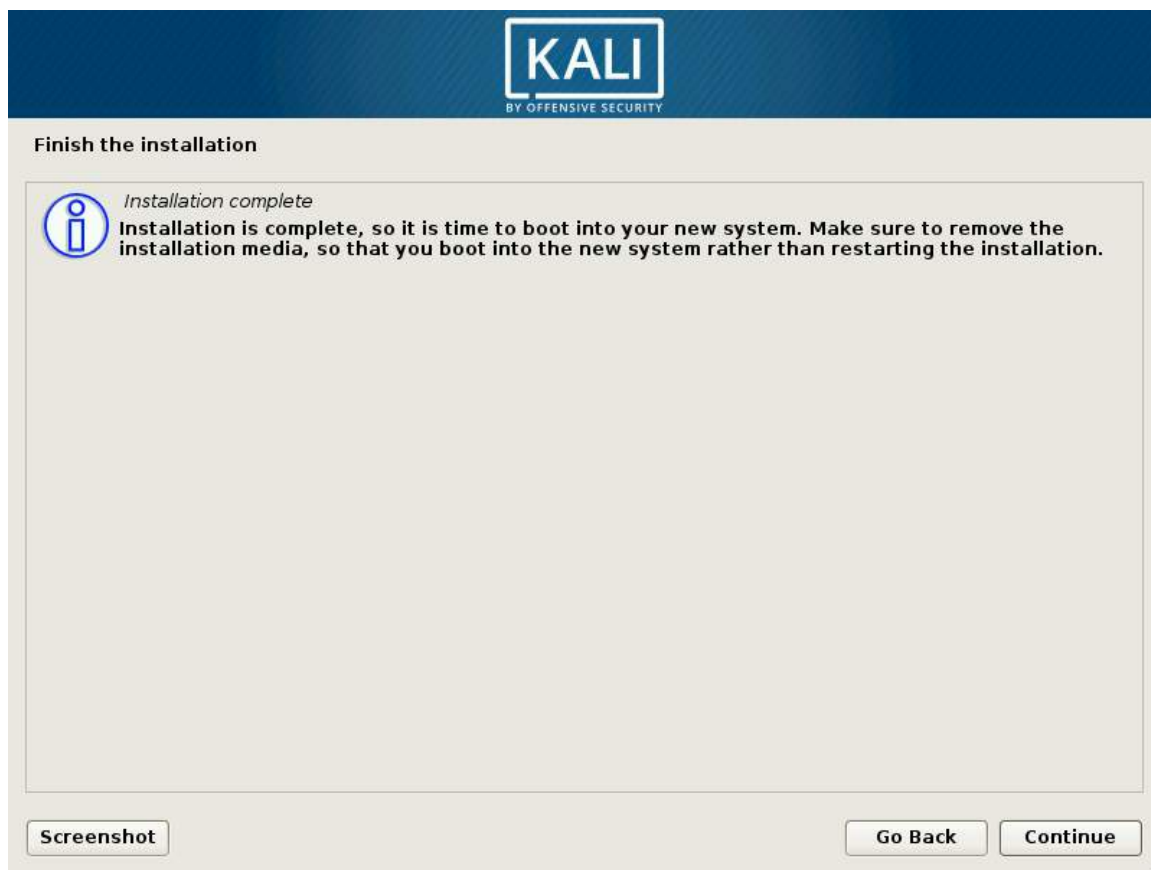 KALI
BY OFFENSIVE SECURITY
Finish the installation
Installation complete
Installation is complete, so it is time to boot into your new system. Make sure to remove the
installation media, so that you boot into the new system rather than restarting the installation.
Screenshot
Go Back
Continue